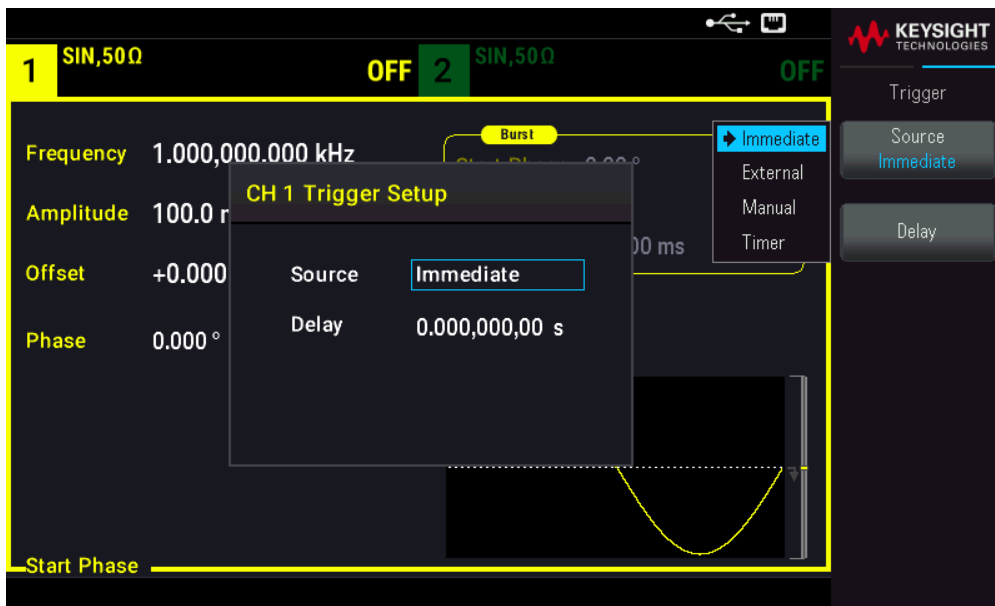 KEYSIGHT
TECHNOLOGIES
1 SIN,50Ω OFF 2 SIN,50Ω OFF
Trigger
Burst
Source
Immediate
Delay
Immediate
External
Manual
Timer
Frequency 1.000,000.000 kHz
Amplitude 100.0
Offset +0.000
Phase 0.000 °
00 ms
CH 1 Trigger Setup
Source Immediate
Delay 0.000,000,00 s
Start Phase